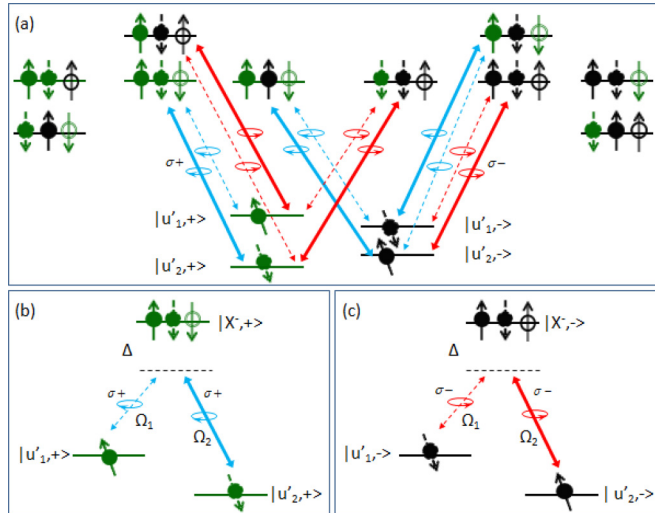 (a)
σ+
σ−
|u'₁,+>
|u'₁,->
|u'₂,+>
|u'₂,->
(b)
|X⁻,+>
Δ
σ+
σ+
Ω₁
Ω₂
|u'₁,+>
|u'₂,+>
(c)
|X⁻,->
Δ
σ−
σ−
Ω₁
Ω₂
|u'₁,->
|u'₂,->